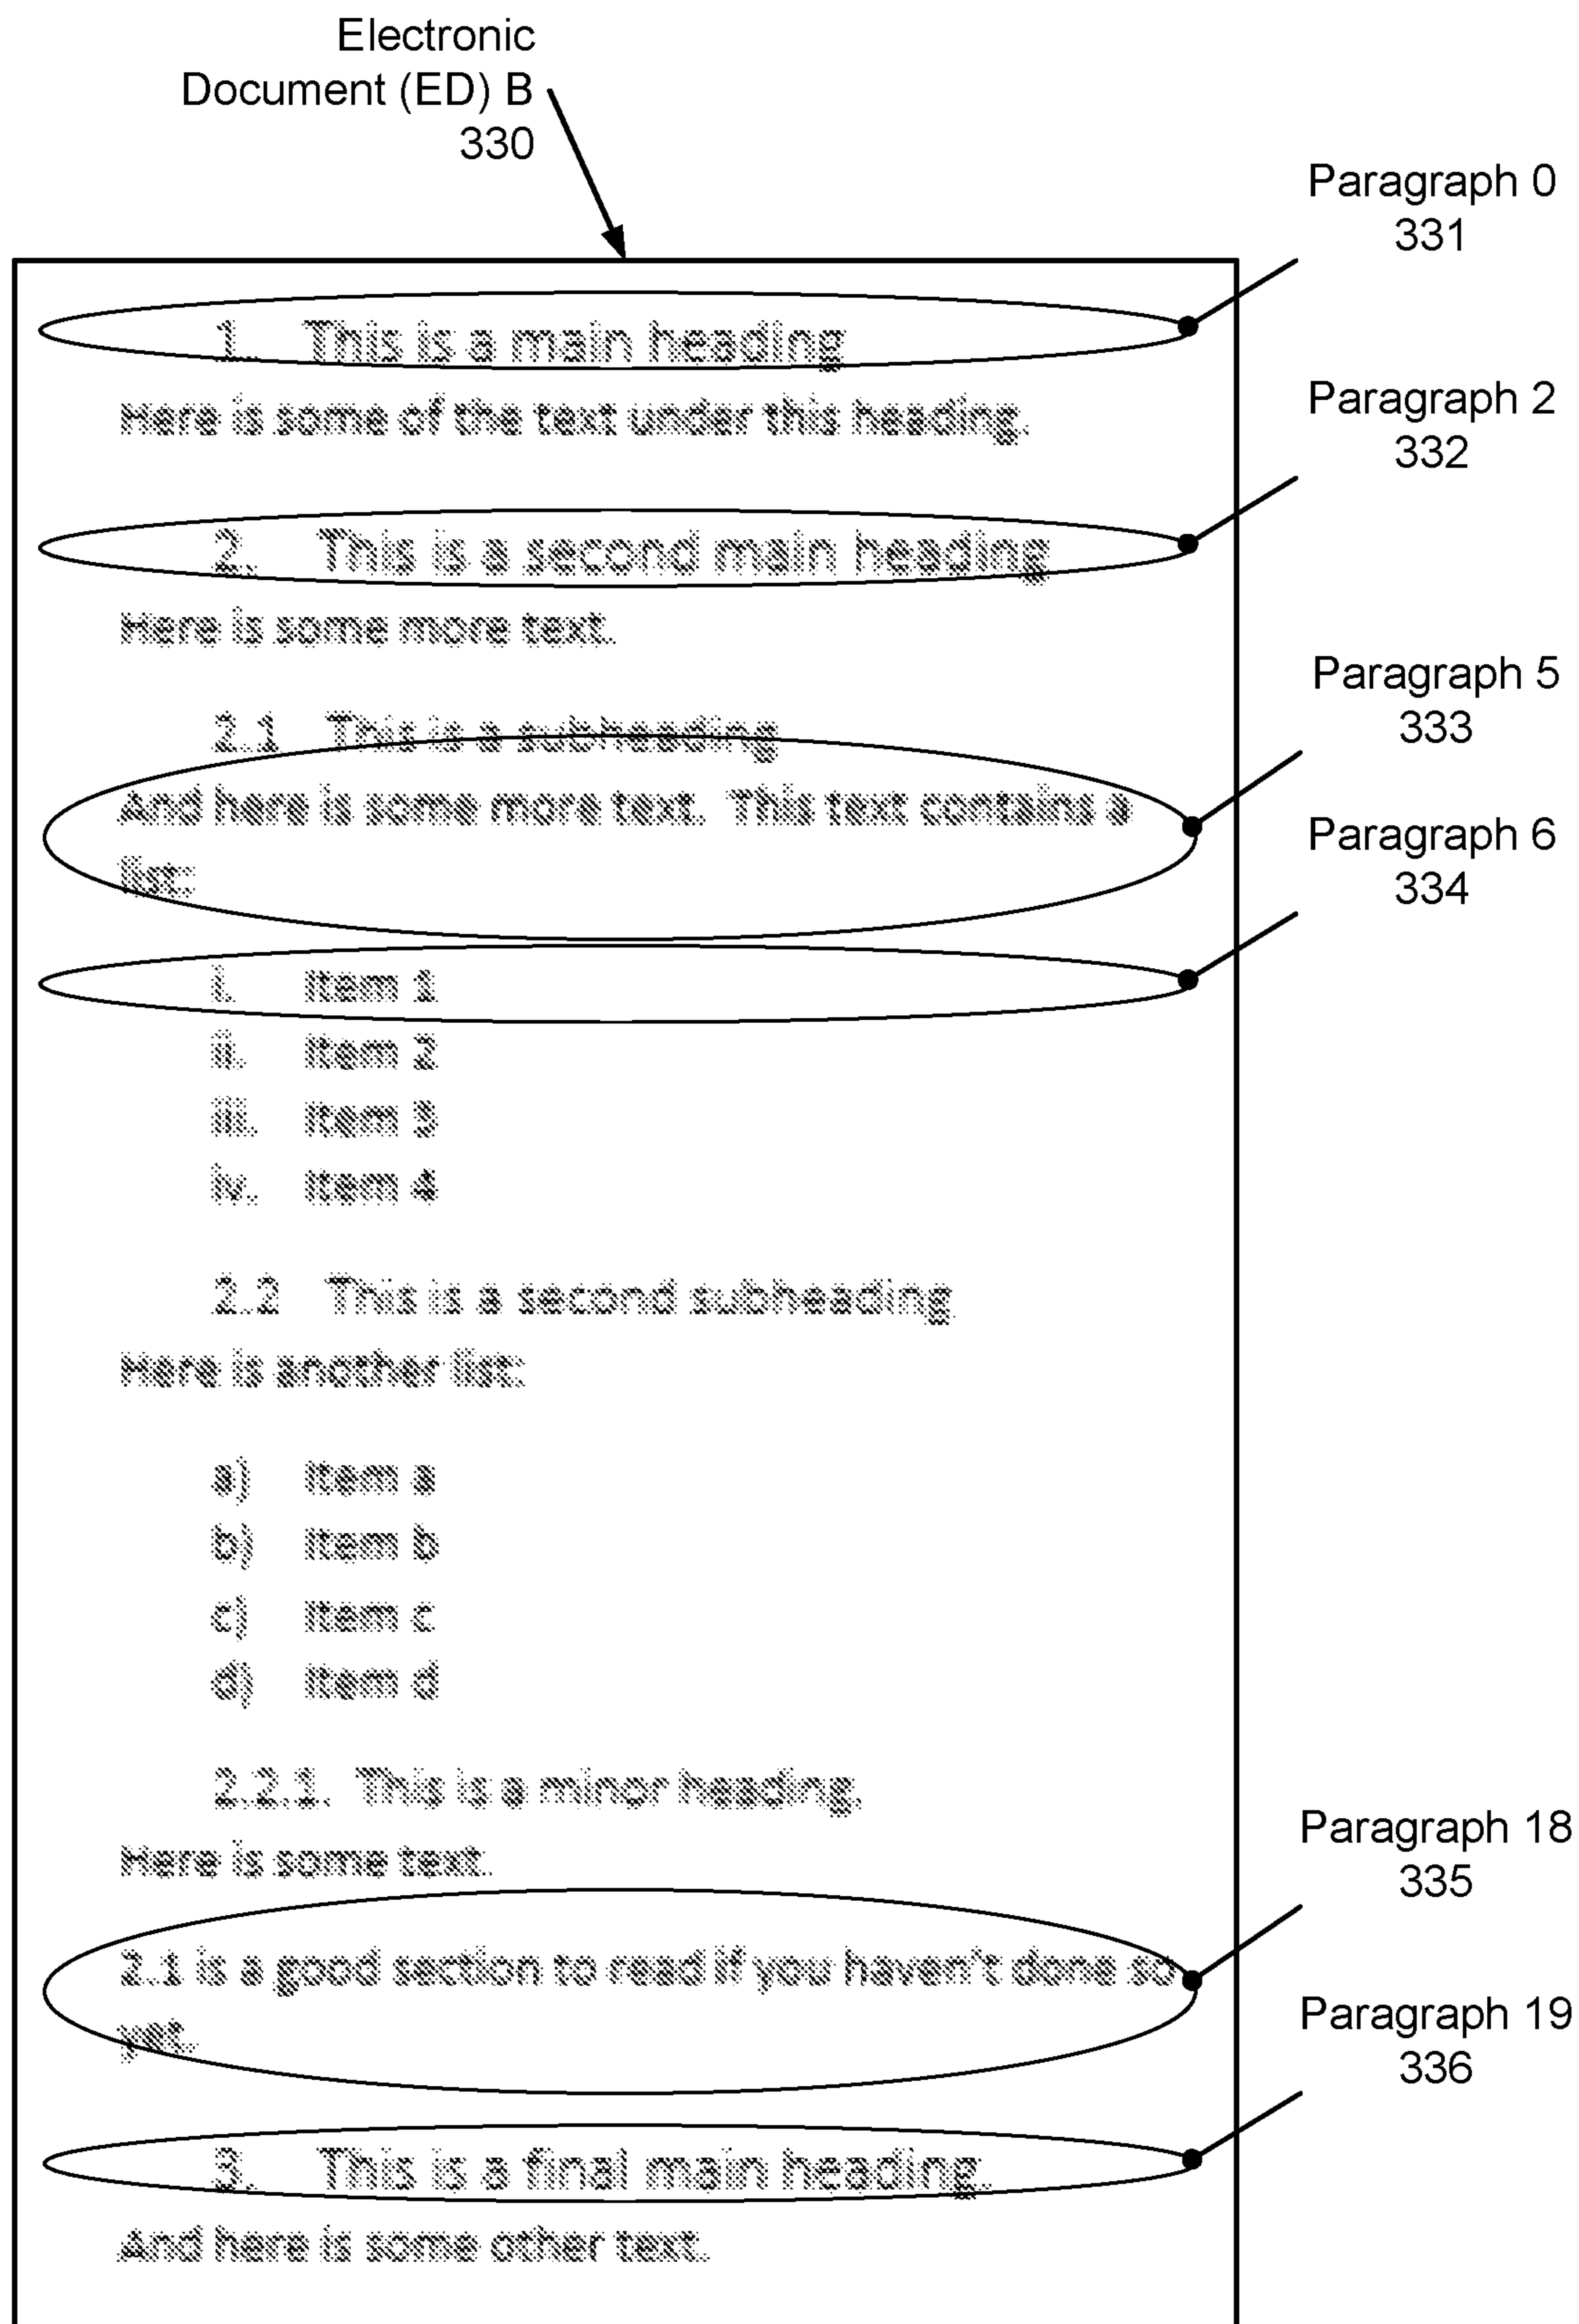 Electronic
Document (ED) B
330
Paragraph 0
331
1. This is a main heading
Here is some of the text under this heading.
Paragraph 2
332
2. This is a second main heading
Here is some more text.
Paragraph 5
333
2.1 This is a subheading
And here is some more text. This text contains a
list:
Paragraph 6
334
i. Item 1
ii. Item 2
iii. Item 3
iv. Item 4
2.2 This is a second subheading
Here is another list:
a) Item a
b) Item b
c) Item c
d) Item d
2.2.1. This is a minor heading.
Here is some text.
Paragraph 18
335
2.1 is a good section to read if you haven't done so
yet.
Paragraph 19
336
3. This is a final main heading.
And here is some other text.